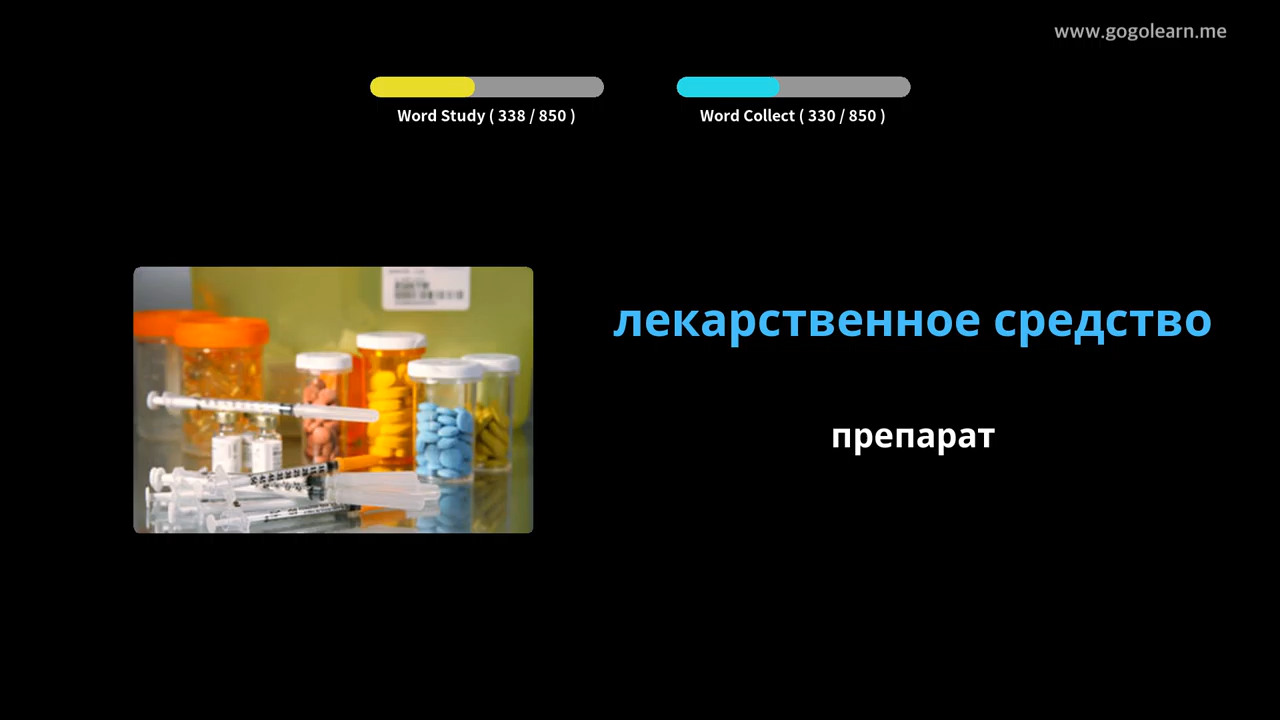 www.gogolearn.me
Word Study ( 338 / 850 )
Word Collect ( 330 / 850 )
лекарственное средство
препарат